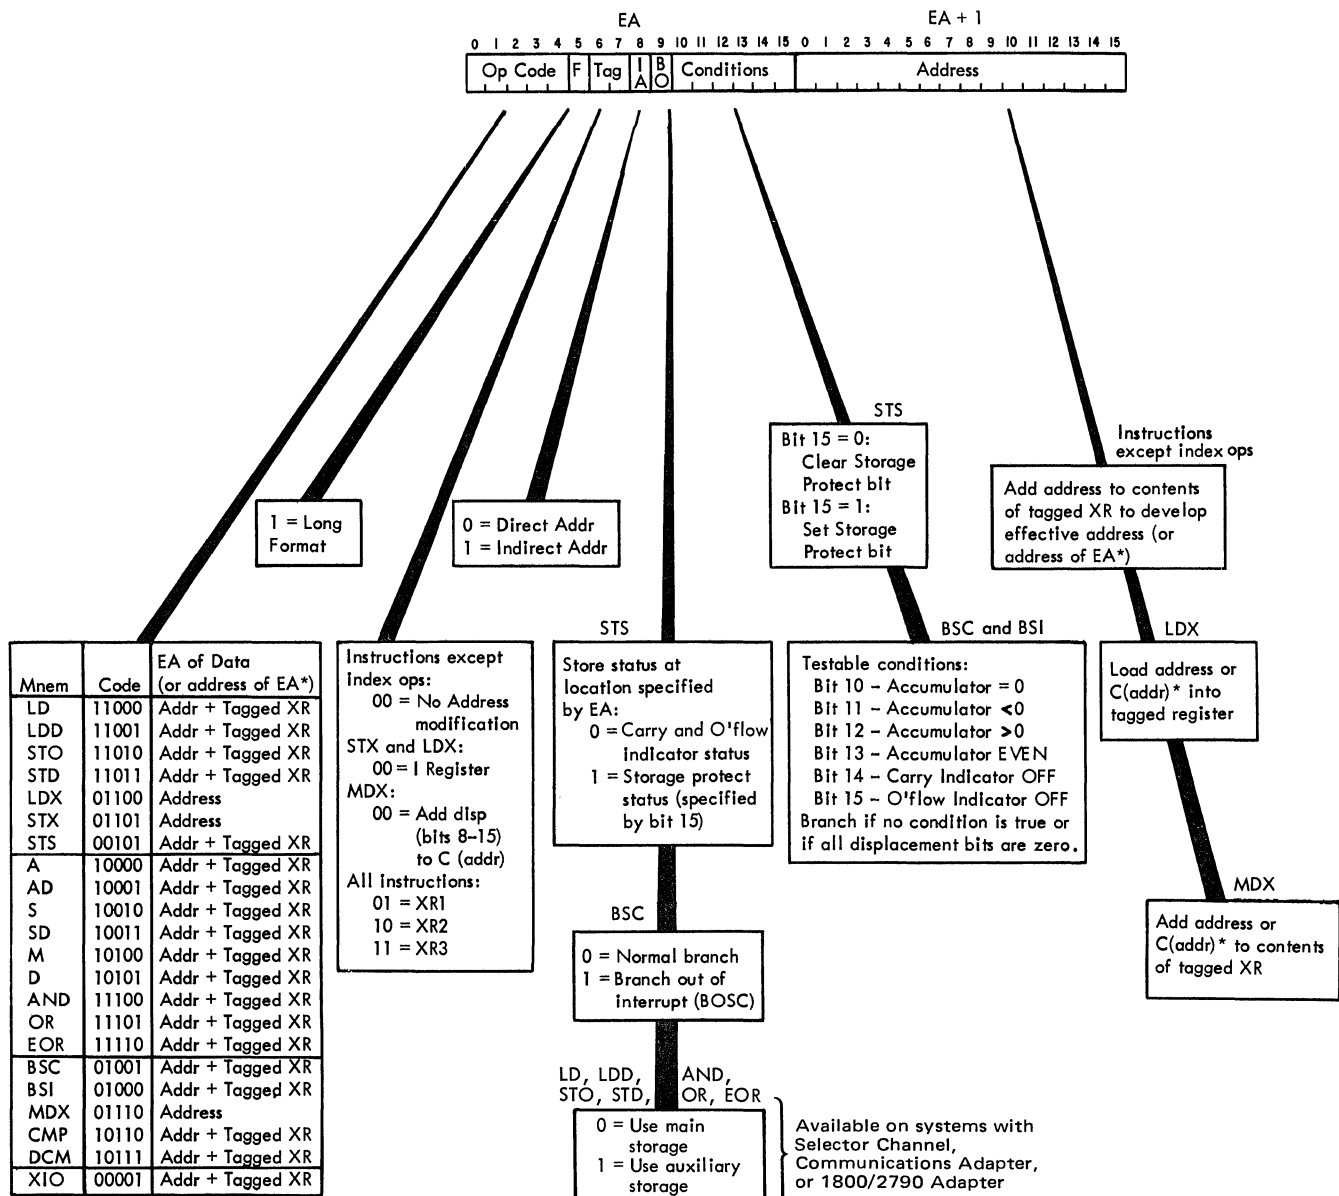 EA EA + 1
0 1 2 3 4 5 6 7 8 9 10 11 12 13 14 15 0 1 2 3 4 5 6 7 8 9 10 11 12 13 14 15
Op Code F Tag IA BO Conditions Address
1 = Long
Format
0 = Direct Addr
1 = Indirect Addr
STS
Bit 15 = 0:
Clear Storage
Protect bit
Bit 15 = 1:
Set Storage
Protect bit
Instructions
except index ops
Add address to contents
of tagged XR to develop
effective address (or
address of EA*)
Mnem Code EA of Data
(or address of EA*)
LD 11000 Addr + Tagged XR
LDD 11001 Addr + Tagged XR
STO 11010 Addr + Tagged XR
STD 11011 Addr + Tagged XR
LDX 01100 Address
STX 01101 Address
STS 00101 Addr + Tagged XR
A 10000 Addr + Tagged XR
AD 10001 Addr + Tagged XR
S 10010 Addr + Tagged XR
SD 10011 Addr + Tagged XR
M 10100 Addr + Tagged XR
D 10101 Addr + Tagged XR
AND 11100 Addr + Tagged XR
OR 11101 Addr + Tagged XR
EOR 11110 Addr + Tagged XR
BSC 01001 Addr + Tagged XR
BSI 01000 Addr + Tagged XR
MDX 01110 Address
CMP 10110 Addr + Tagged XR
DCM 10111 Addr + Tagged XR
XIO 00001 Addr + Tagged XR
Instructions except
index ops:
00 = No Address
modification
STX and LDX:
00 = I Register
MDX:
00 = Add disp
(bits 8-15)
to C (addr)
All instructions:
01 = XR1
10 = XR2
11 = XR3
STS
Store status at
location specified
by EA:
0 = Carry and O'flow
indicator status
1 = Storage protect
status (specified
by bit 15)
BSC
0 = Normal branch
1 = Branch out of
interrupt (BOSC)
LD, LDD, AND,
STO, STD, OR, EOR
0 = Use main
storage
1 = Use auxiliary
storage
Available on systems with
Selector Channel,
Communications Adapter,
or 1800/2790 Adapter
BSC and BSI
Testable conditions:
Bit 10 - Accumulator = 0
Bit 11 - Accumulator <0
Bit 12 - Accumulator >0
Bit 13 - Accumulator EVEN
Bit 14 - Carry Indicator OFF
Bit 15 - O'flow Indicator OFF
Branch if no condition is true or
if all displacement bits are zero.
LDX
Load address or
C(addr)* into
tagged register
MDX
Add address or
C(addr)* to contents
of tagged XR